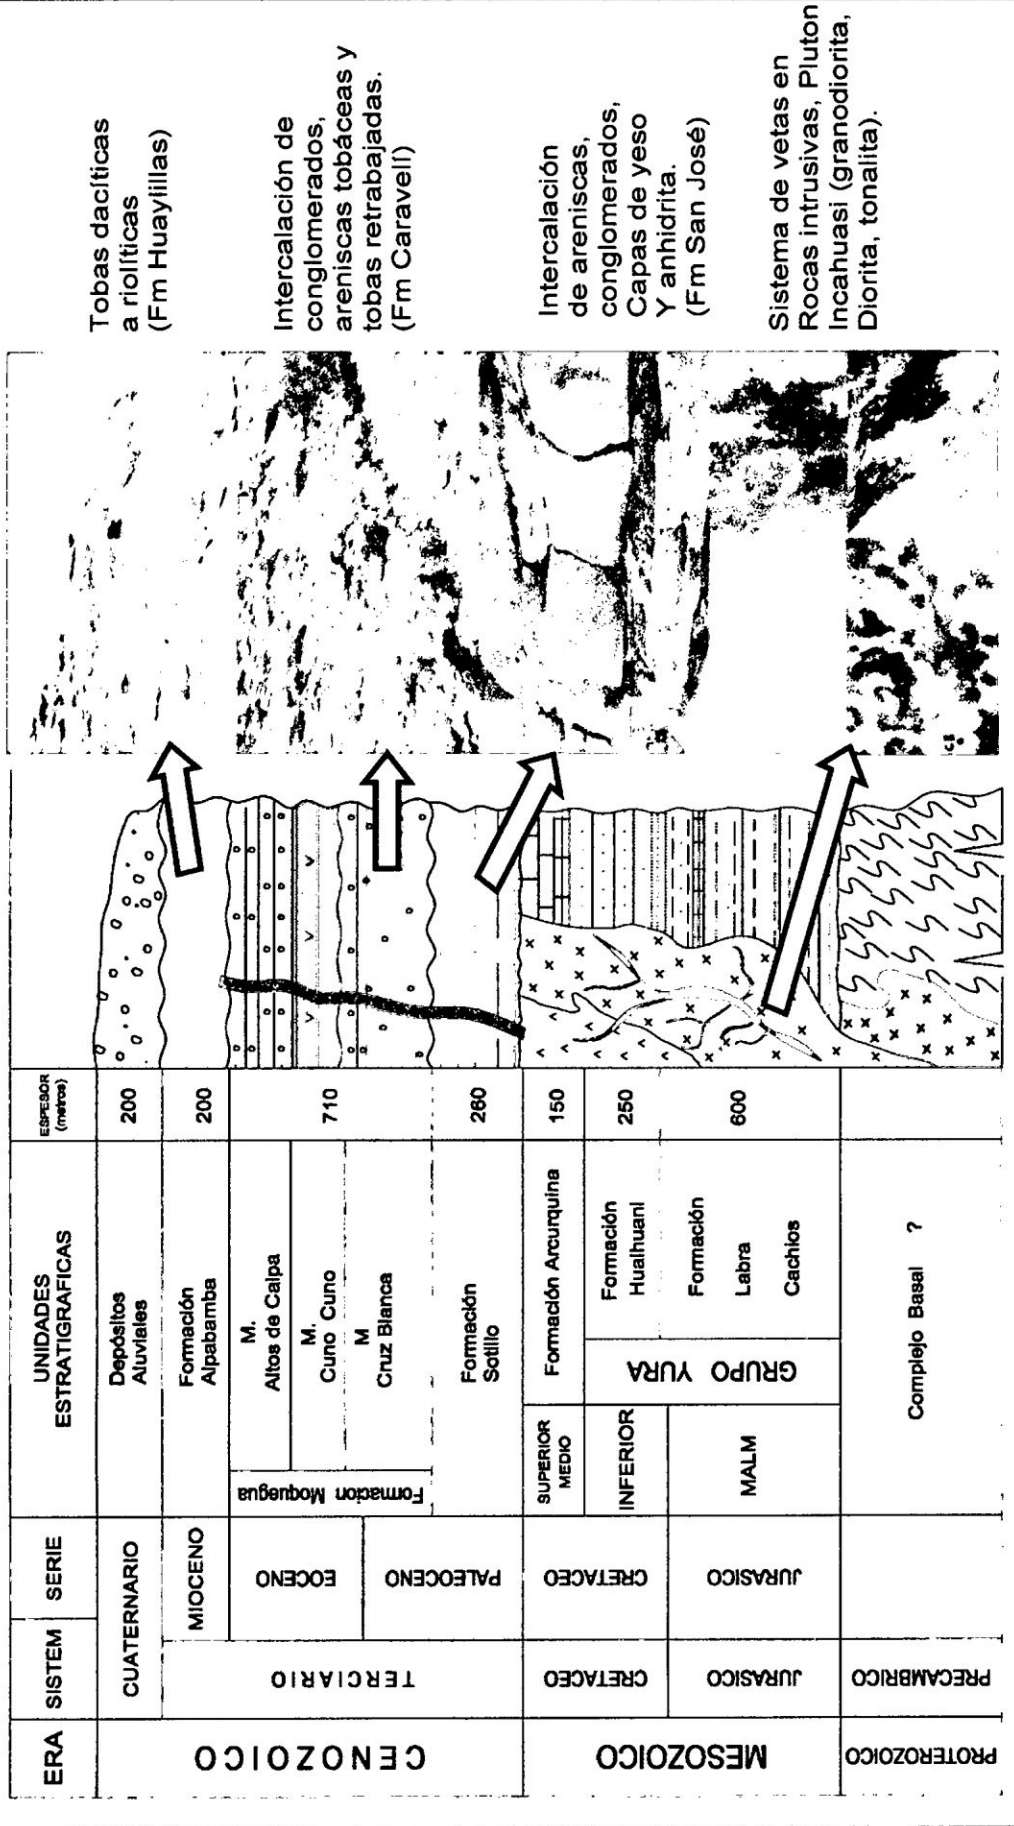 ERA
SISTEM
SERIE
UNIDADES
ESTRATIGRAFICAS
ESPESOR
(metros)
CENOZOICO
CUATERNARIO
Depósitos
Aluviales
200
TERCIARIO
MIOCENO
Formación
Alpabamba
200
EOCENO
PALEOCENO
Formacion Moquegua
M.
Altos de Calpa
M.
Cuno Cuno
M
Cruz Blanca
710
Formación
Sotillo
260
MESOZOICO
CRETACEO
CRETACEO
SUPERIOR
MEDIO
Formación Arcurquina
150
INFERIOR
GRUPO YURA
Formación
Hualhuani
250
JURASICO
JURASICO
MALM
Formación
Labra
Cachios
600
PROTEROZOICO
PRECAMBRICO
Complejo Basal ?
Tobas dacíticas
a riolíticas
(Fm Huaylillas)
Intercalación de
conglomerados,
areniscas tobáceas y
tobas retrabajadas.
(Fm Caravelí)
Intercalación
de areniscas,
conglomerados,
Capas de yeso
Y anhidrita.
(Fm San José)
Sistema de vetas en
Rocas intrusivas, Pluton
Incahuasi (granodiorita,
Diorita, tonalita).